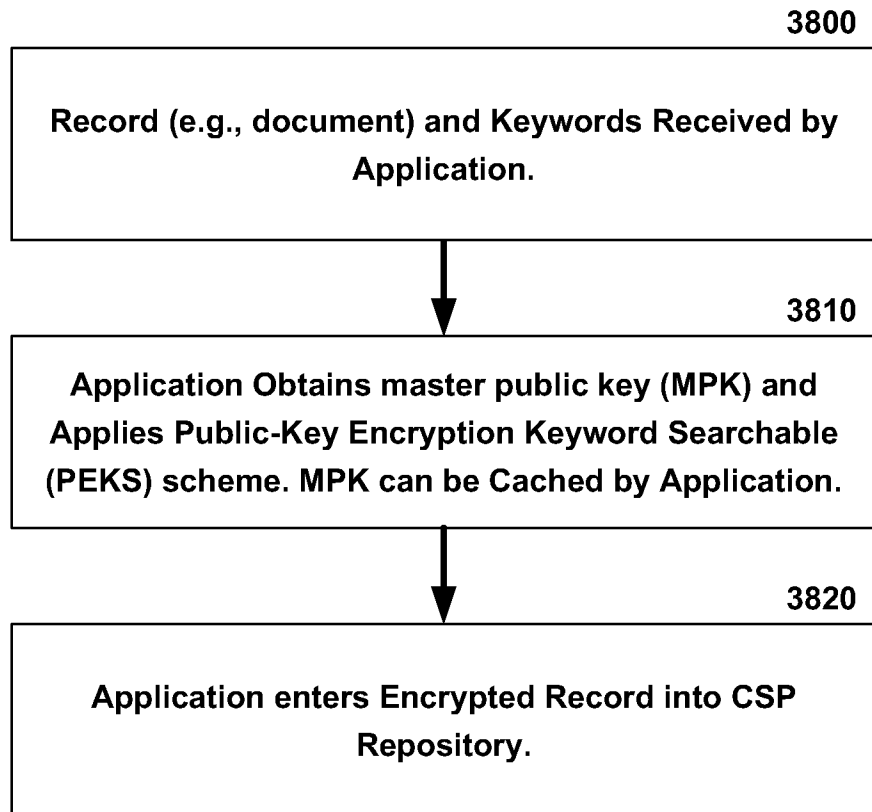 3800
Record (e.g., document) and Keywords Received by
Application.
3810
Application Obtains master public key (MPK) and
Applies Public-Key Encryption Keyword Searchable
(PEKS) scheme. MPK can be Cached by Application.
3820
Application enters Encrypted Record into CSP
Repository.